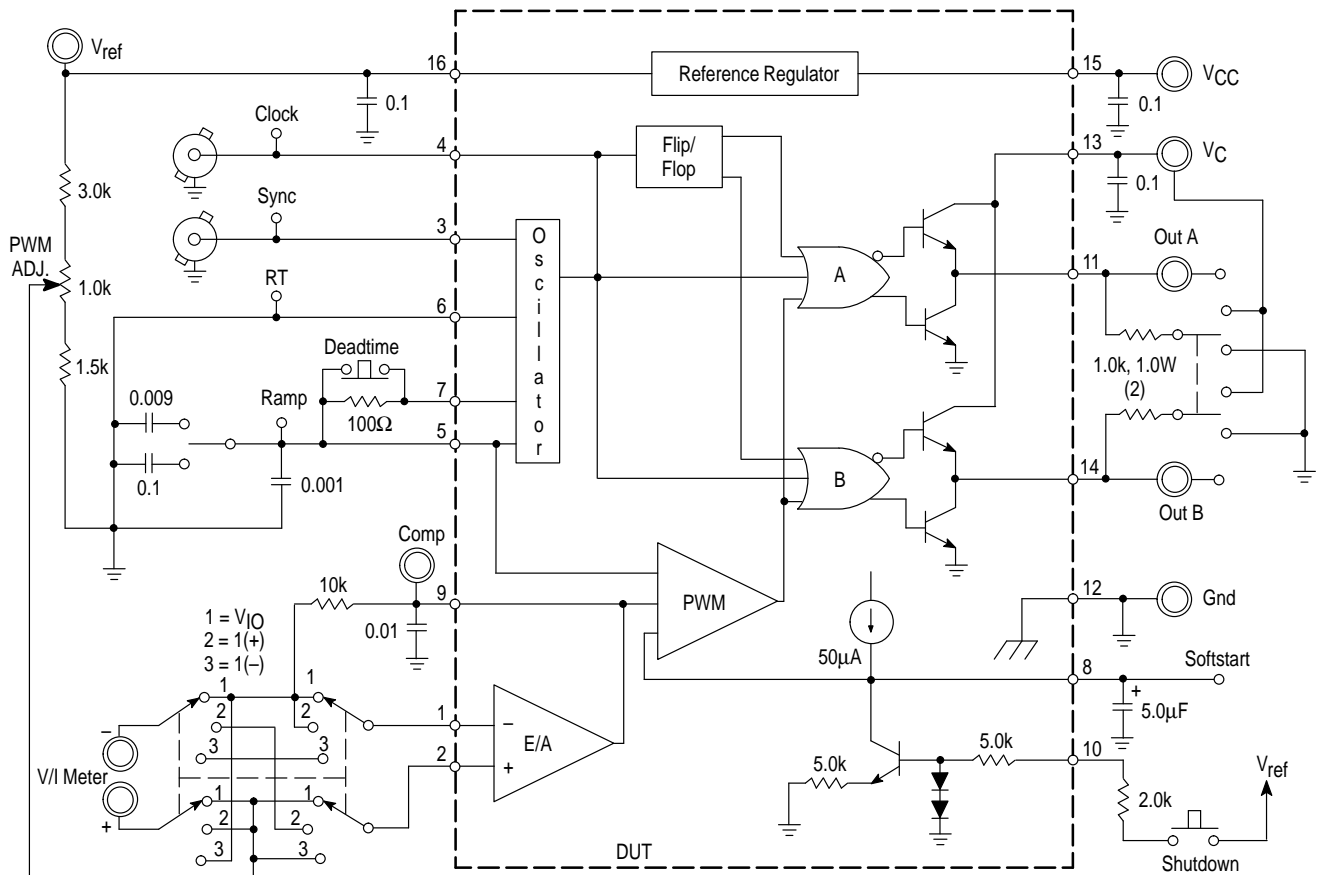 Vref
16
Reference Regulator
15
VCC
0.1
0.1
Clock
4
Flip/
Flop
13
VC
0.1
3.0k
Sync
3
O
s
c
i
l
l
a
t
o
r
PWM
ADJ.
1.0k
A
11
Out A
RT
6
1.5k
Deadtime
7
100Ω
1.0k, 1.0W
(2)
0.009
Ramp
5
0.1
0.001
B
14
Out B
Comp
10k
9
0.01
PWM
12
Gnd
50µA
1 = VIO
2 = 1(+)
3 = 1(–)
8
Softstart
+
5.0µF
1
1
2
2
3
3
1
–
E/A
2
+
–
V/I Meter
+
1
1
2
2
3
3
5.0k
5.0k
10
2.0k
Vref
Shutdown
DUT